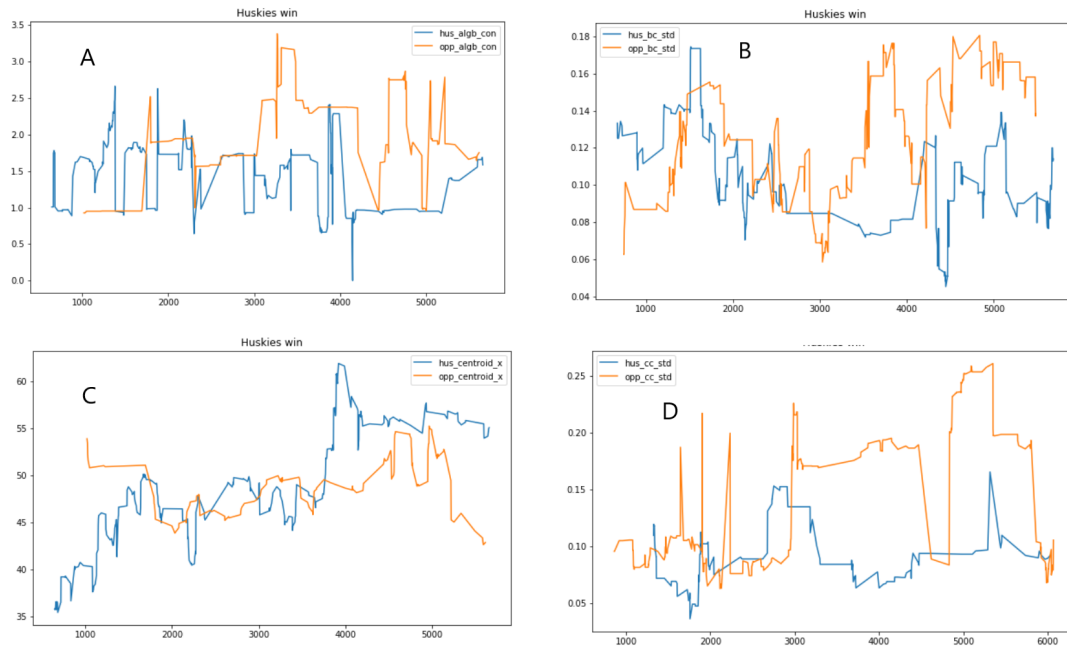 Huskies win
A
hus_algb_con
opp_algb_con
3.5
3.0
2.5
2.0
1.5
1.0
0.5
0.0
1000 2000 3000 4000 5000
Huskies win
hus_bc_std
opp_bc_std
B
0.18
0.16
0.14
0.12
0.10
0.08
0.06
0.04
1000 2000 3000 4000 5000
Huskies win
C
hus_centroid_x
opp_centroid_x
60
55
50
45
40
35
1000 2000 3000 4000 5000
Huskies win
hus_cc_std
opp_cc_std
D
0.25
0.20
0.15
0.10
0.05
1000 2000 3000 4000 5000 6000